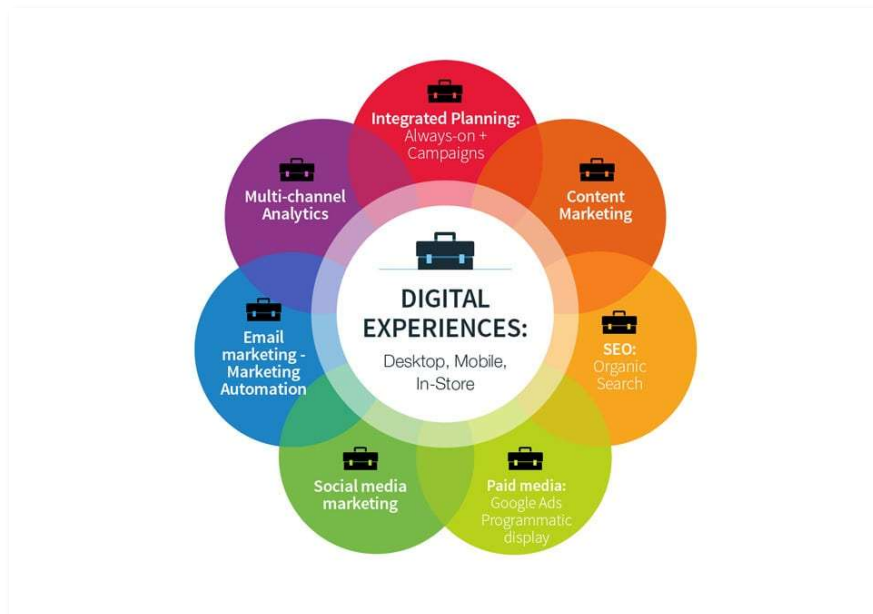 Integrated Planning:
Always-on +
Campaigns
Content
Marketing
SEO:
Organic
Search
Paid media:
Google Ads
Programmatic
display
Social media
marketing
Email
marketing -
Marketing
Automation
Multi-channel
Analytics
DIGITAL
EXPERIENCES:
Desktop, Mobile,
In-Store